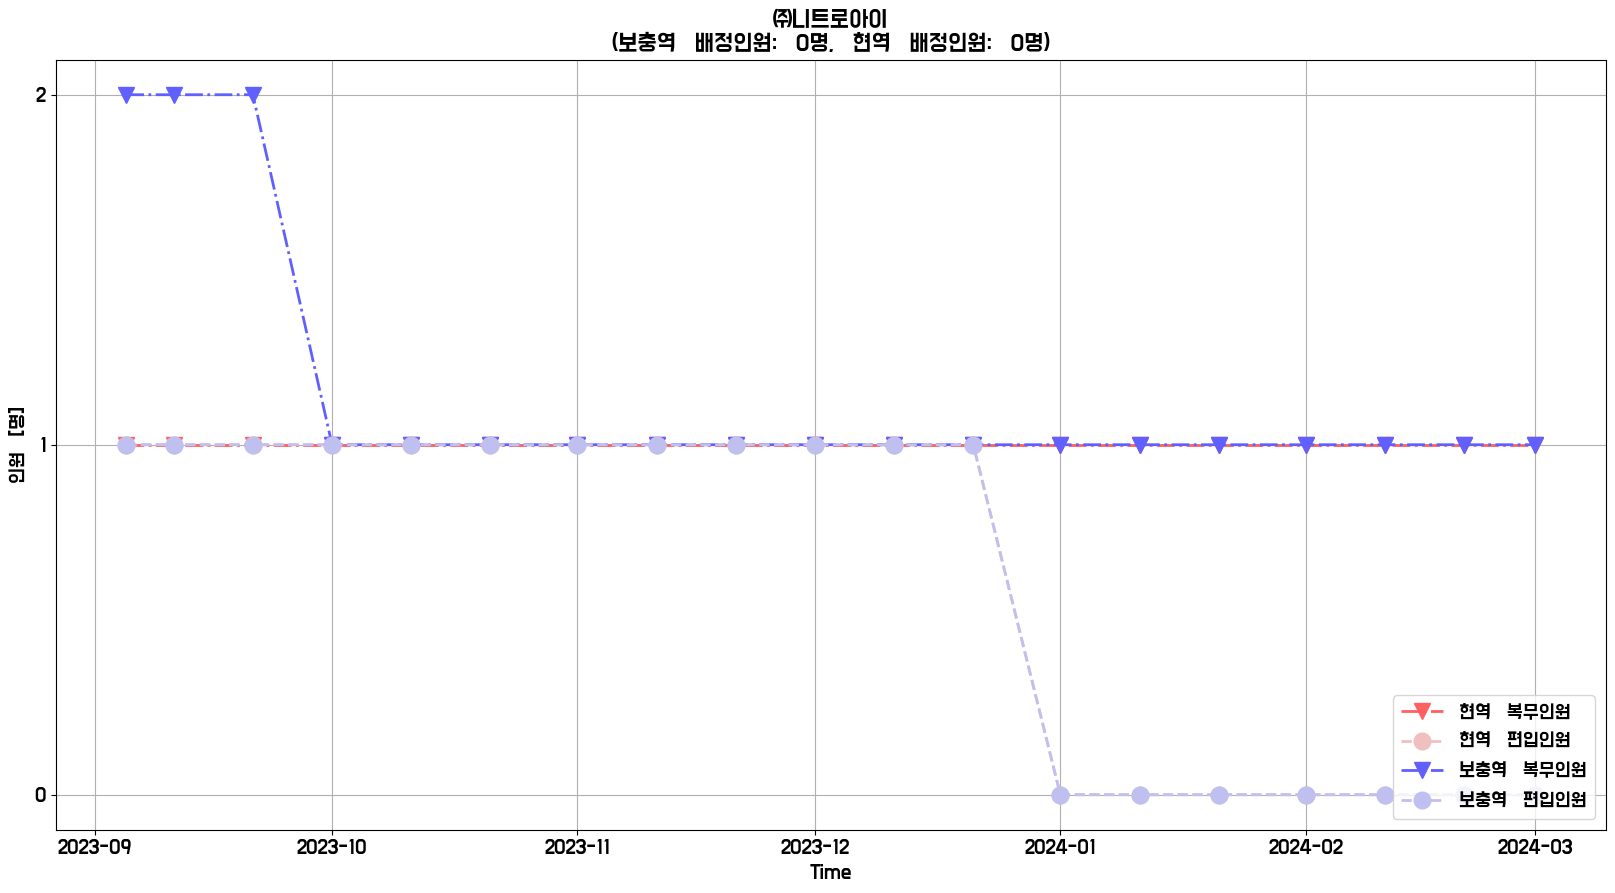 ㈜니트로아이
(보충역 배정인원: 0명, 현역 배정인원: 0명)
인원 [명]
2
1
0
현역 복무인원
현역 편입인원
보충역 복무인원
보충역 편입인원
2023-09 2023-10 2023-11 2023-12 2024-01 2024-02 2024-03
Time